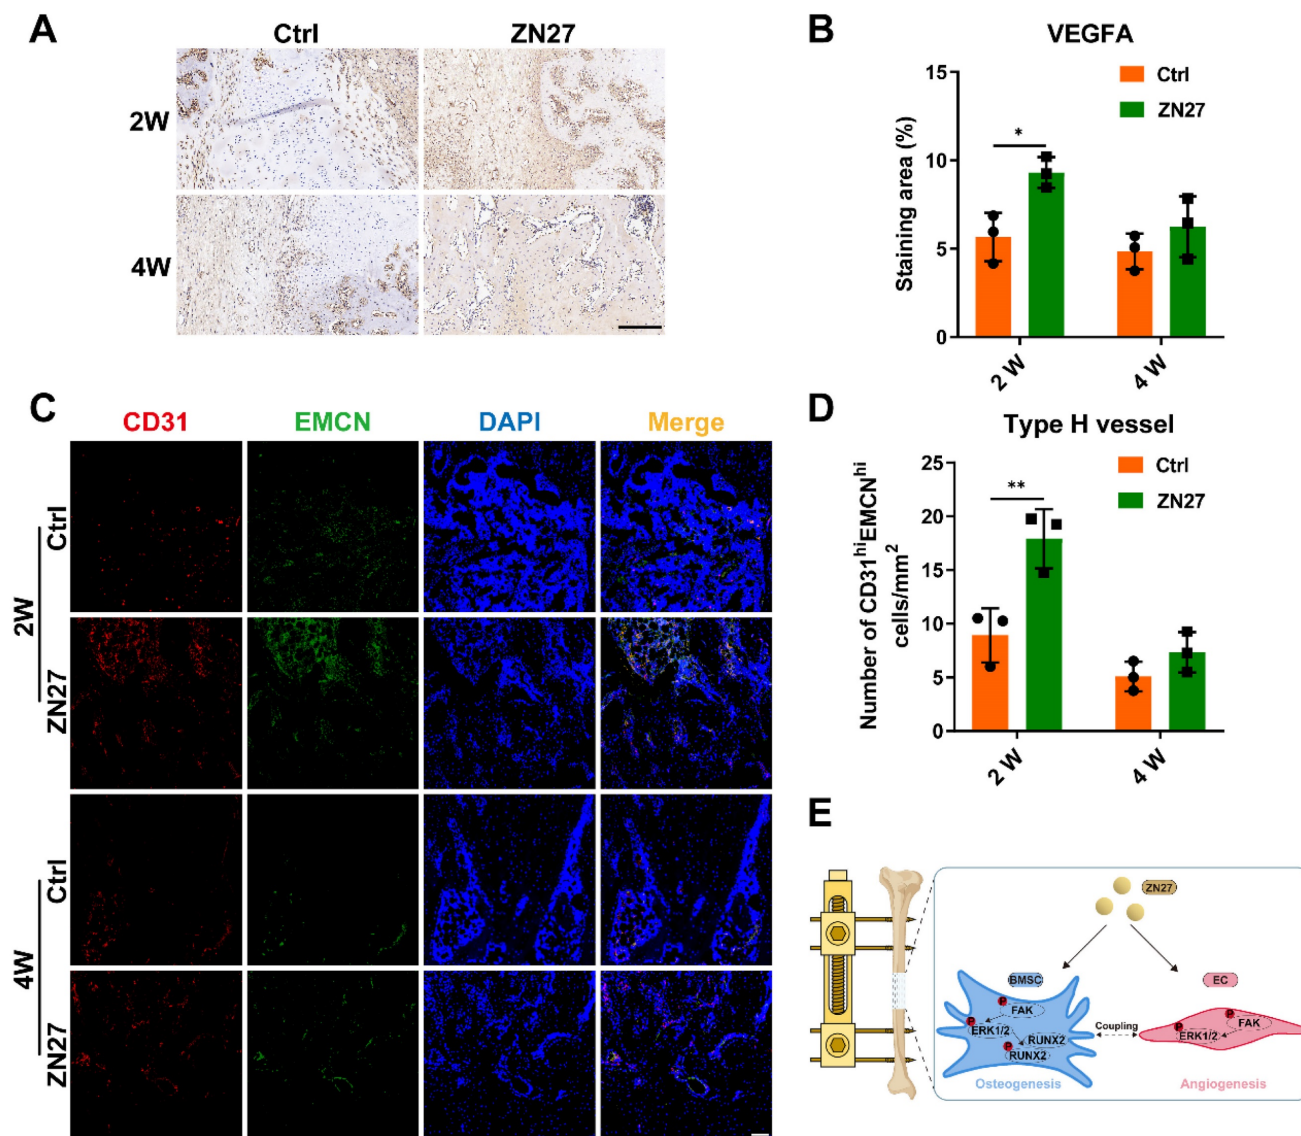 A
Ctrl
ZN27
2W
4W
B
VEGFA
Ctrl
ZN27
Staining area (%)
15
10
5
0
*
2 W
4 W
C
CD31
EMCN
DAPI
Merge
2W
Ctrl
ZN27
4W
Ctrl
ZN27
D
Type H vessel
Ctrl
ZN27
Number of CD31hiEMCNhi
cells/mm2
25
20
15
10
5
0
**
2 W
4 W
E
ZN27
BMSC
EC
P
FAK
P
ERK1/2
RUNX2
P
RUNX2
Coupling
P
FAK
P
ERK1/2
Osteogenesis
Angiogenesis